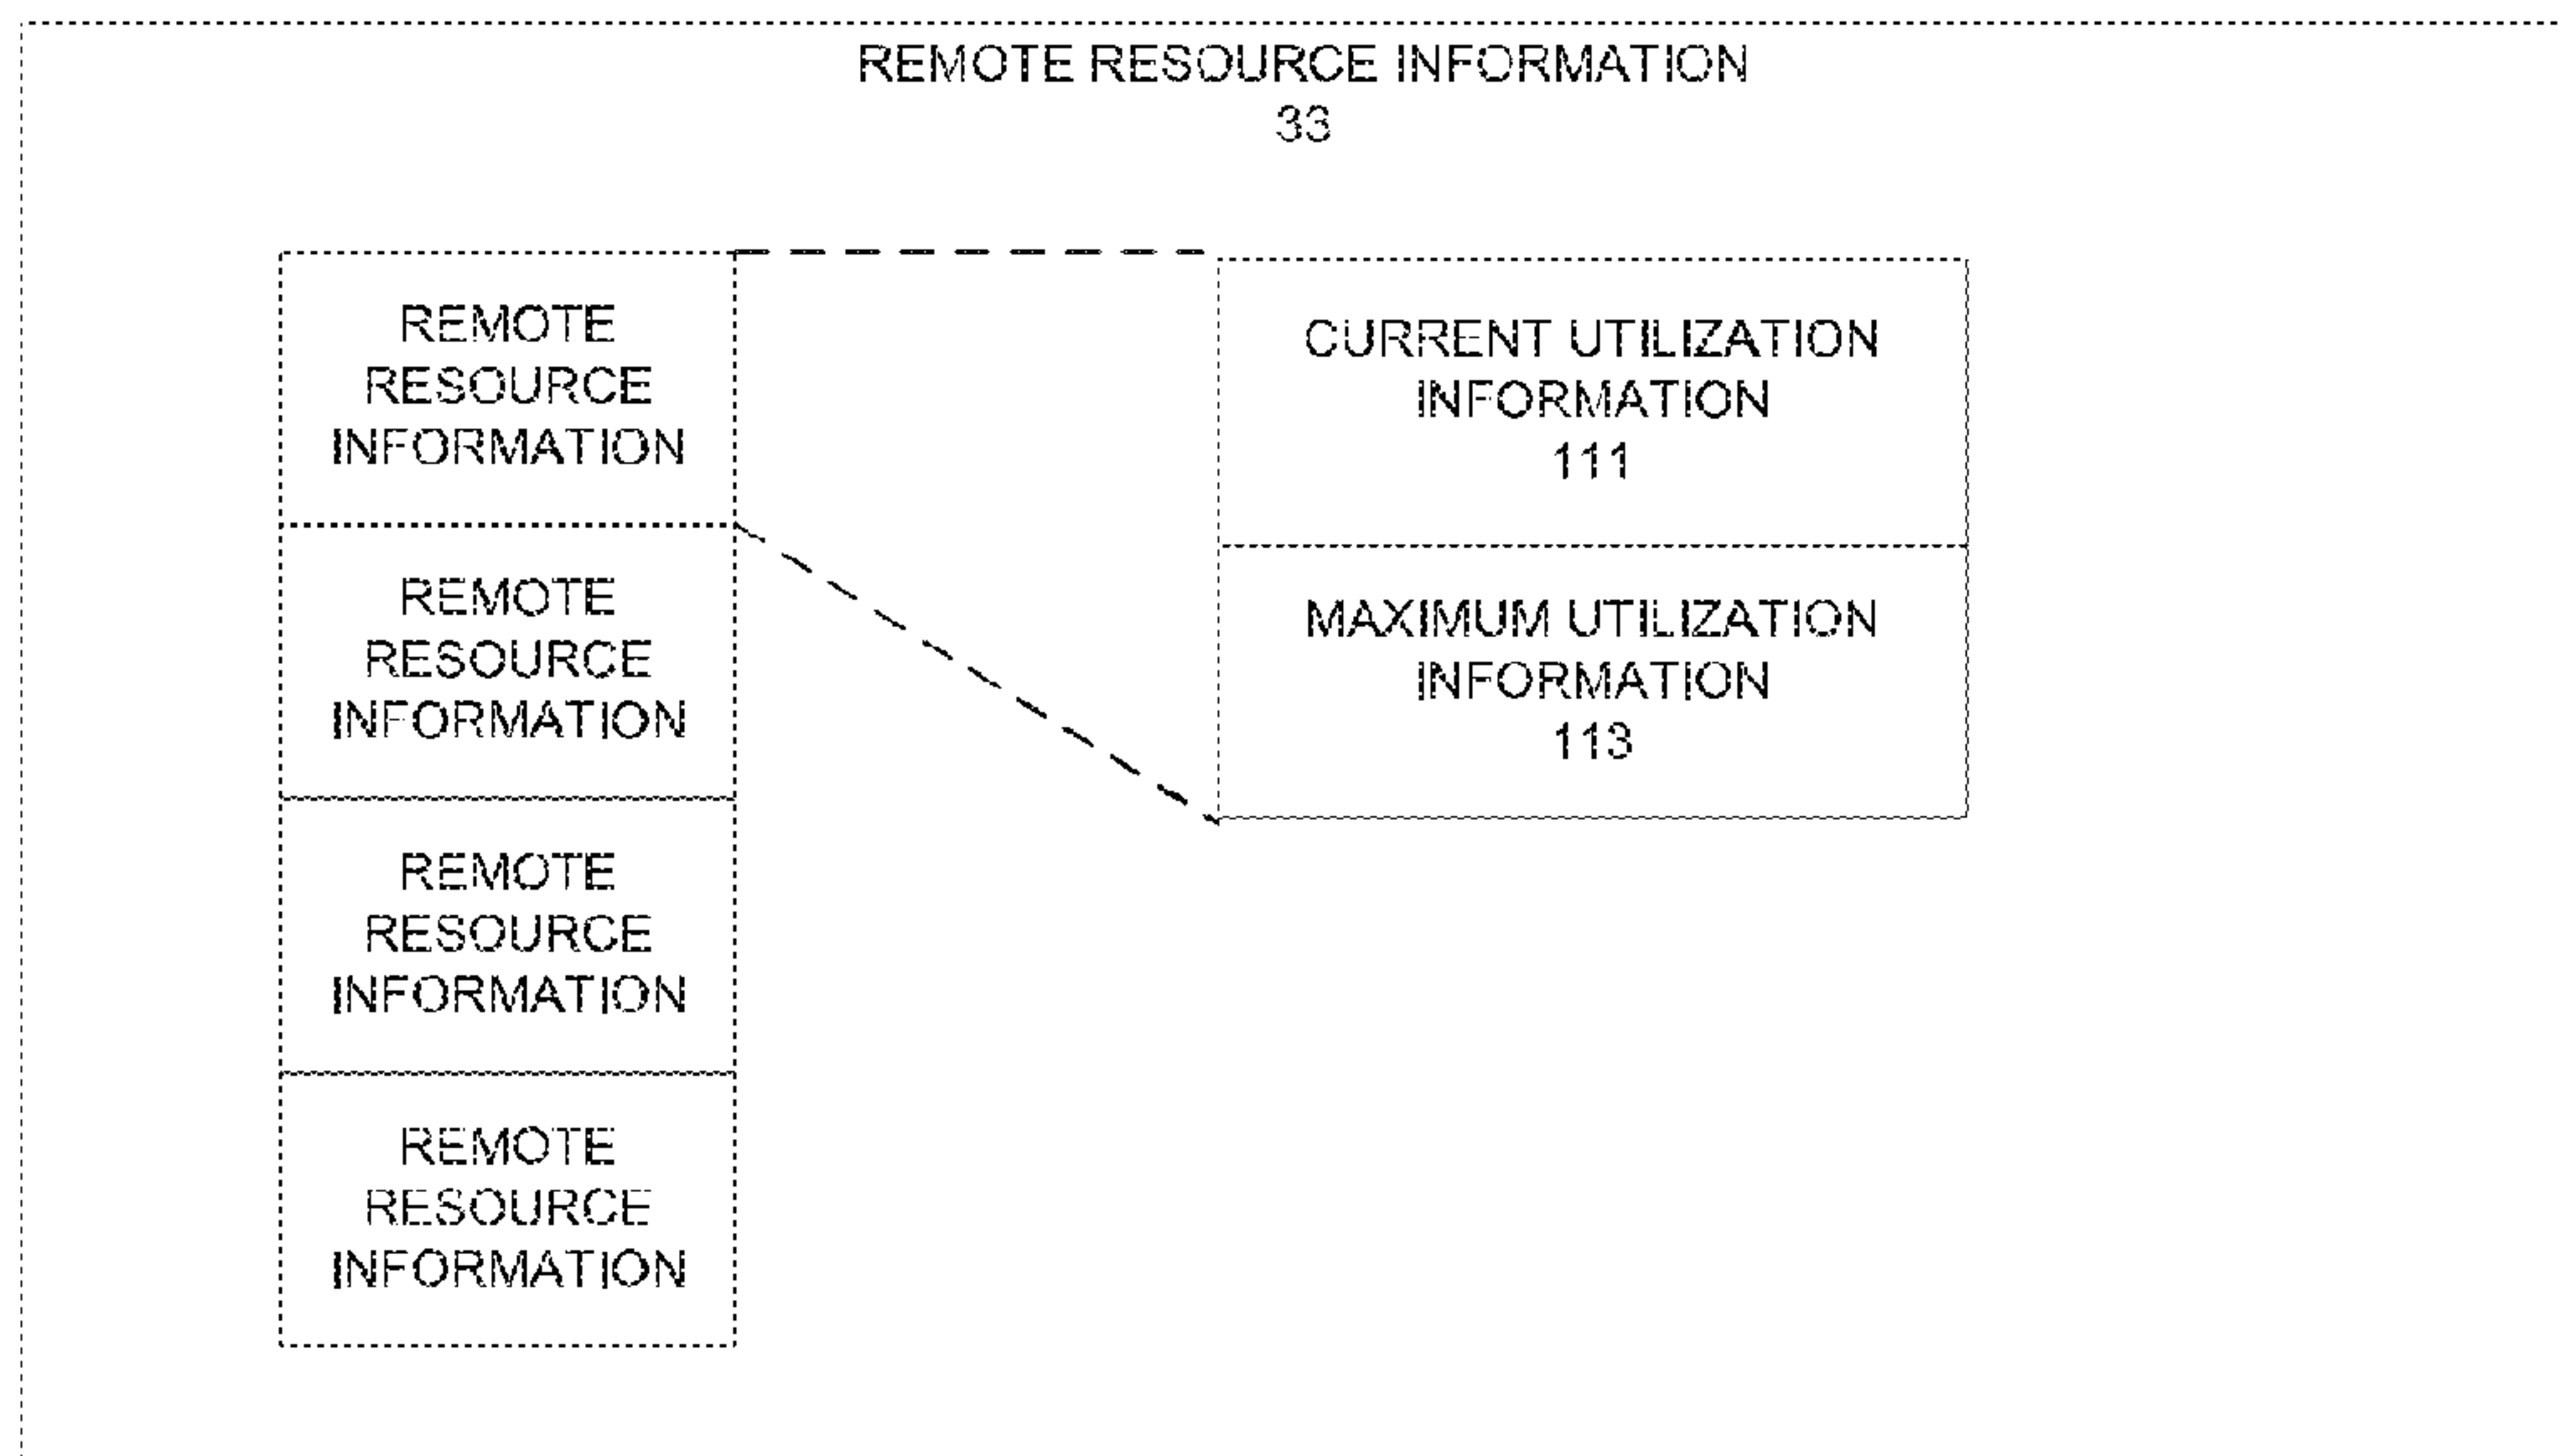 REMOTE RESOURCE INFORMATION
33
REMOTE
RESOURCE
INFORMATION
REMOTE
RESOURCE
INFORMATION
REMOTE
RESOURCE
INFORMATION
REMOTE
RESOURCE
INFORMATION
CURRENT UTILIZATION
INFORMATION
111
MAXIMUM UTILIZATION
INFORMATION
113